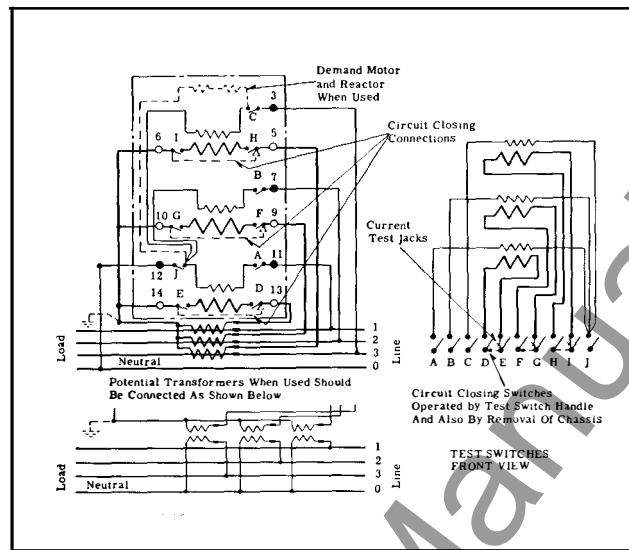 Demand Motor
and Reactor
When Used
3
C
6
I
H
5
Circuit Closing
Connections
B
7
10
G
F
9
Current
Test Jacks
A
11
12
J
14
E
D
13
1
2
3
0
Load
Neutral
Line
Potential Transformers When Used Should
Be Connected As Shown Below
1
2
3
0
Load
Neutral
Line
A B C D E F G H I J
Circuit Closing Switches
Operated by Test Switch Handle
And Also By Removal Of Chassis
TEST SWITCHES
FRONT VIEW
Manua